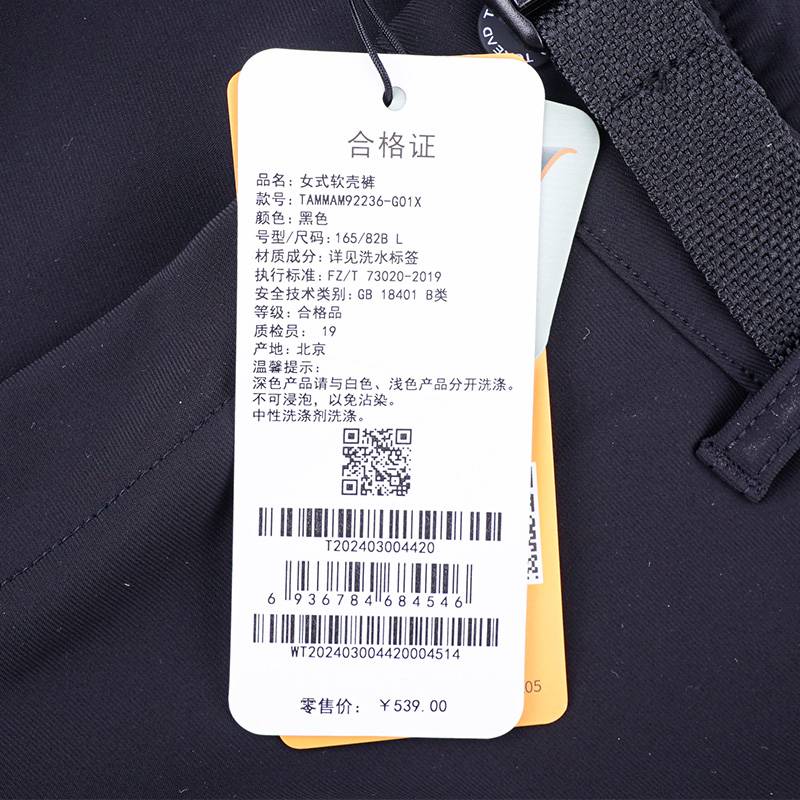 TOREAD
合格证
品名: 女式软壳裤
款号: TAMMAM92236-G01X
颜色: 黑色
号型/尺码: 165/82B L
材质成分: 详见洗水标签
执行标准: FZ/T 73020-2019
安全技术类别: GB 18401 B类
等级: 合格品
质检员: 19
产地: 北京
温馨提示:
深色产品请与白色、浅色产品分开洗涤。
不可浸泡，以免沾染。
中性洗涤剂洗涤。
T202403004420
6 936784 684546
WT202403004420004514
05
零售价: ￥539.00